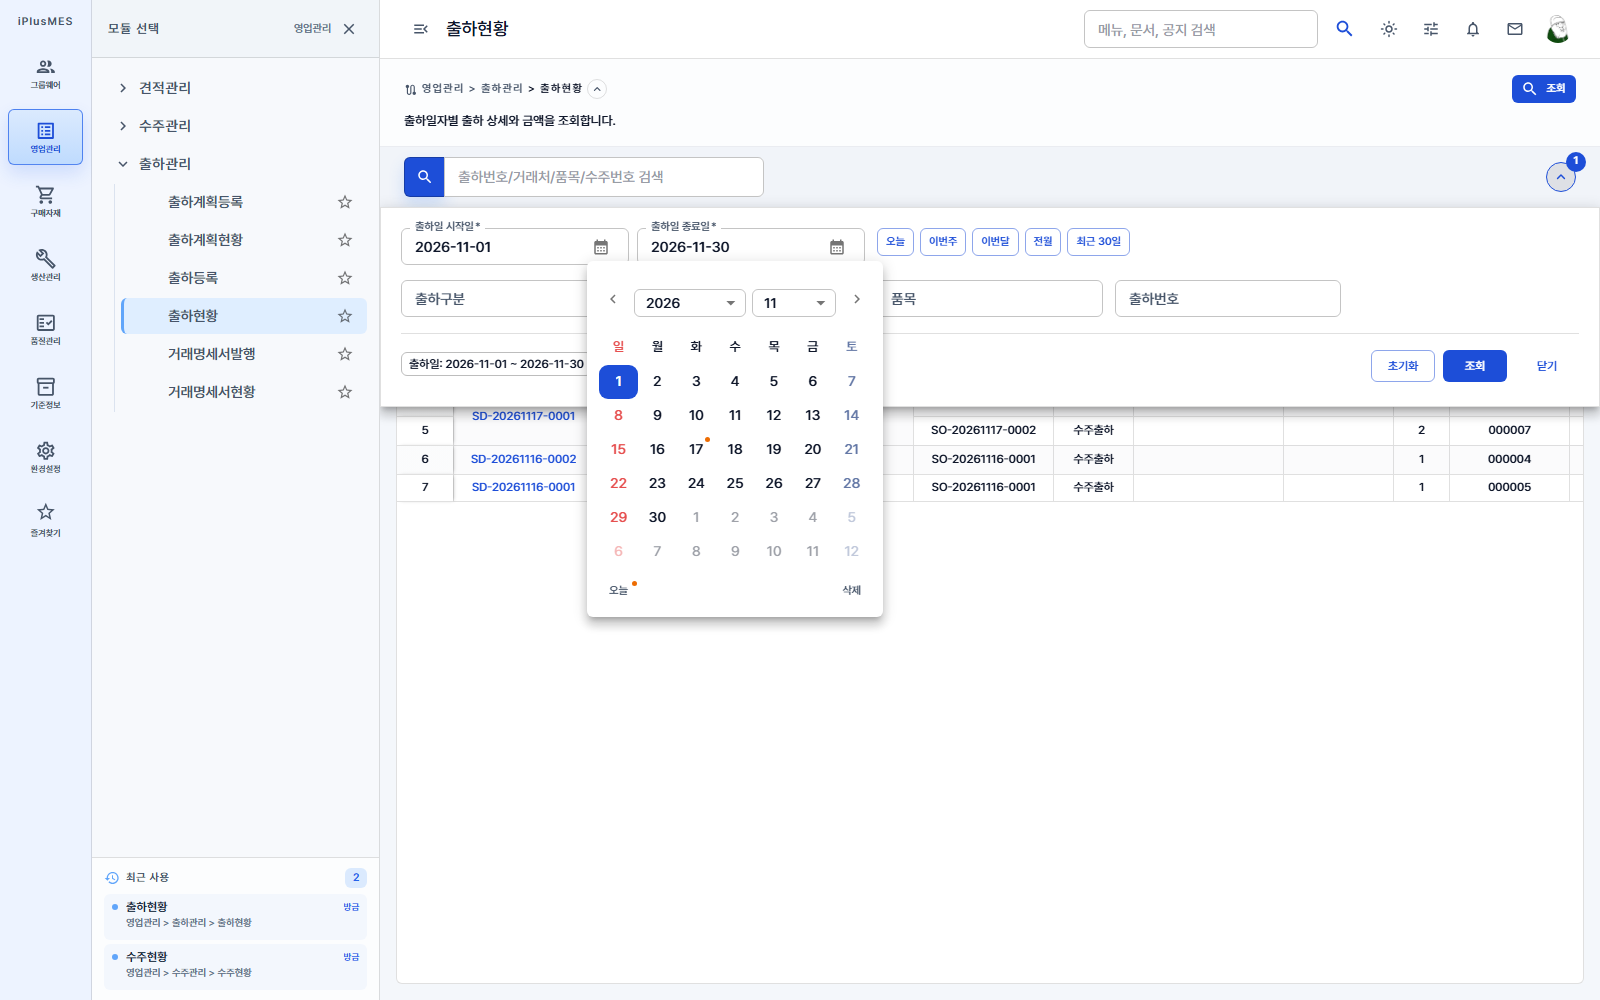 iPlusMES
그룹웨어
영업관리
구매자재
생산관리
품질관리
기준정보
환경설정
즐겨찾기
모듈 선택
영업관리
견적관리
수주관리
출하관리
출하계획등록
출하계획현황
출하등록
출하현황
거래명세서발행
거래명세서현황
최근 사용
2
출하현황
방금
영업관리 > 출하관리 > 출하현황
수주현황
방금
영업관리 > 수주관리 > 수주현황
출하현황
메뉴, 문서, 공지 검색
영업관리 > 출하관리 > 출하현황
조회
출하일자별 출하 상세와 금액을 조회합니다.
출하번호/거래처/품목/수주번호 검색
1
출하일 시작일*
2026-11-01
출하일 종료일*
2026-11-30
오늘
이번주
이번달
전월
최근 30일
출하구분
품목
출하번호
출하일: 2026-11-01 ~ 2026-11-30
초기화
조회
닫기
2026
11
일 월 화 수 목 금 토
1 2 3 4 5 6 7
8 9 10 11 12 13 14
15 16 17 18 19 20 21
22 23 24 25 26 27 28
29 30 1 2 3 4 5
6 7 8 9 10 11 12
오늘
삭제
SD-20261117-0001
5 SO-20261117-0002 수주출하 2 000007
6 SD-20261116-0002 SO-20261116-0001 수주출하 1 000004
7 SD-20261116-0001 SO-20261116-0001 수주출하 1 000005